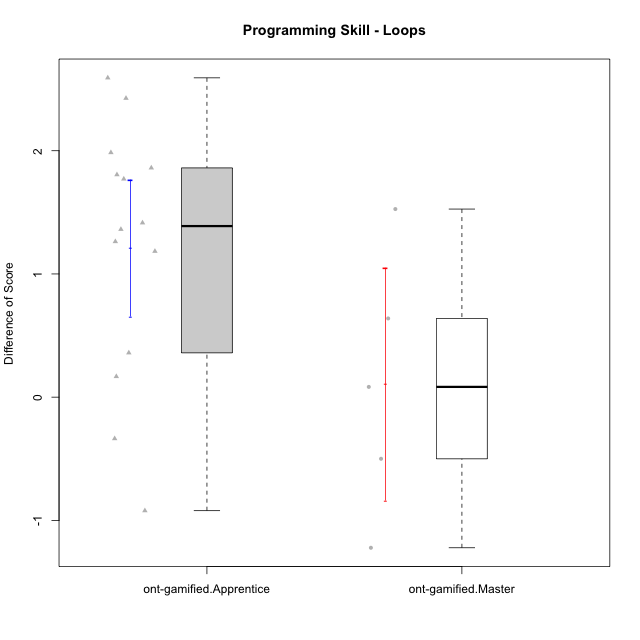 Programming Skill - Loops
Difference of Score
2
1
0
-1
ont-gamified.Apprentice
ont-gamified.Master